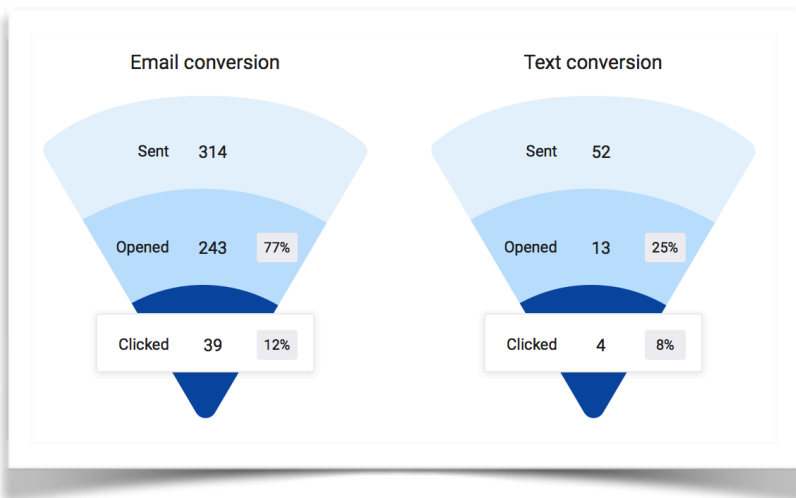 Email conversion
Sent 314
Opened 243 77%
Clicked 39 12%
Text conversion
Sent 52
Opened 13 25%
Clicked 4 8%